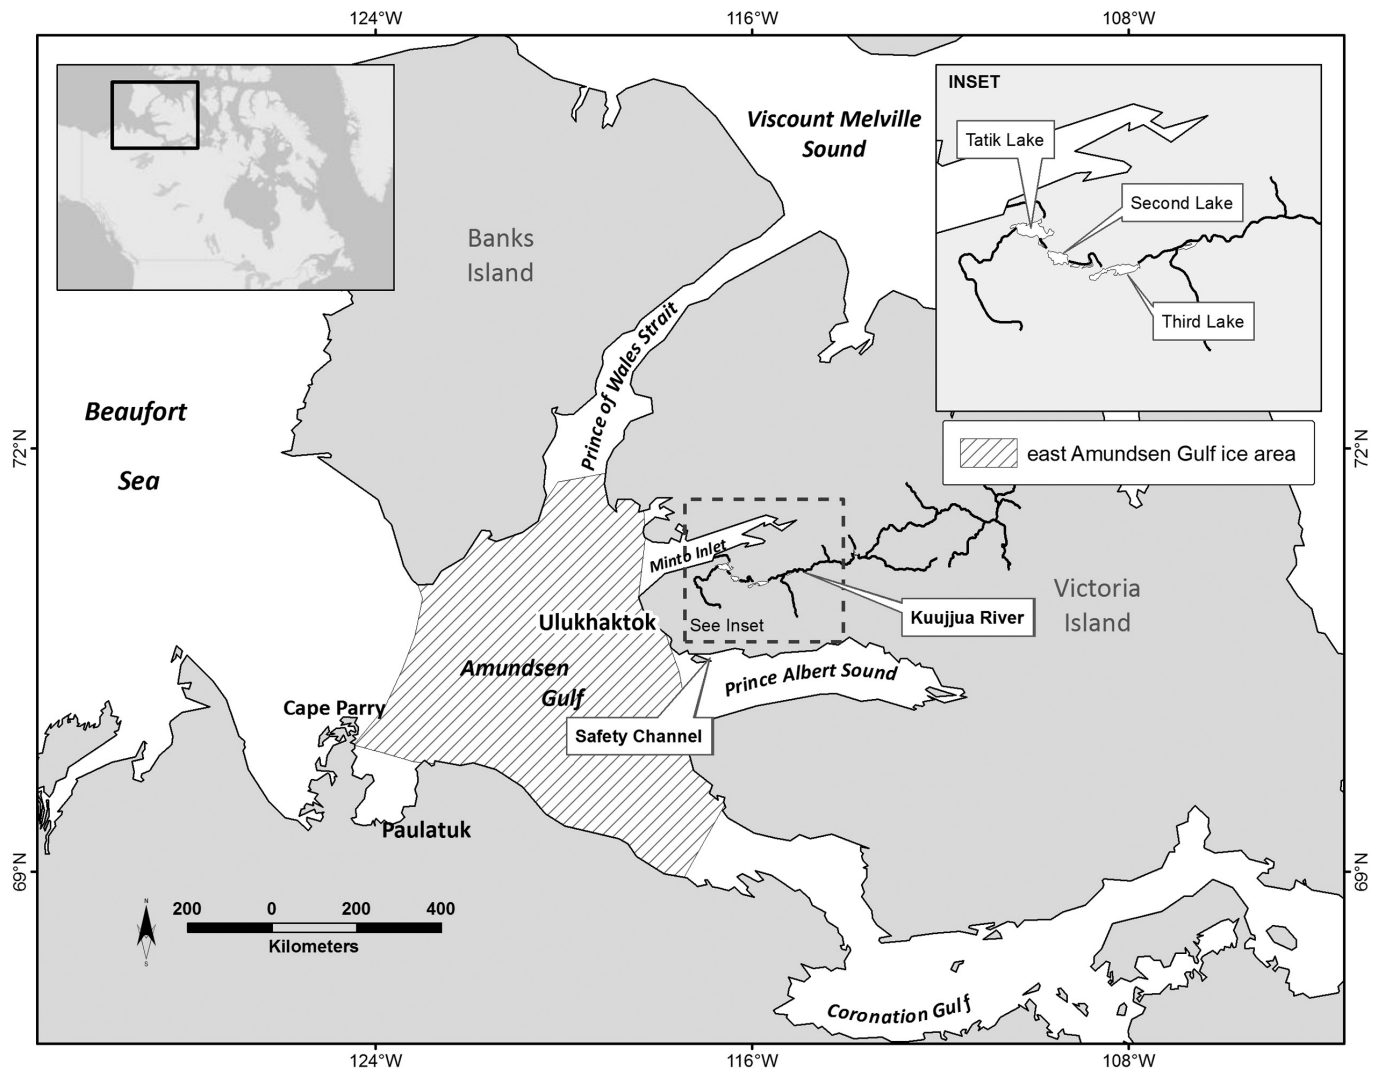 124°W
116°W
108°W
INSET
Tatik Lake
Second Lake
Third Lake
Viscount Melville
Sound
Banks
Island
Prince of Wales Strait
Beaufort
Sea
72°N
72°N
east Amundsen Gulf ice area
Minto Inlet
See Inset
Kuujjua River
Victoria
Island
Ulukhaktok
Amundsen
Gulf
Prince Albert Sound
Safety Channel
Cape Parry
Paulatuk
69°N
69°N
N
S
200 0 200 400
Kilometers
Coronation Gulf
124°W
116°W
108°W